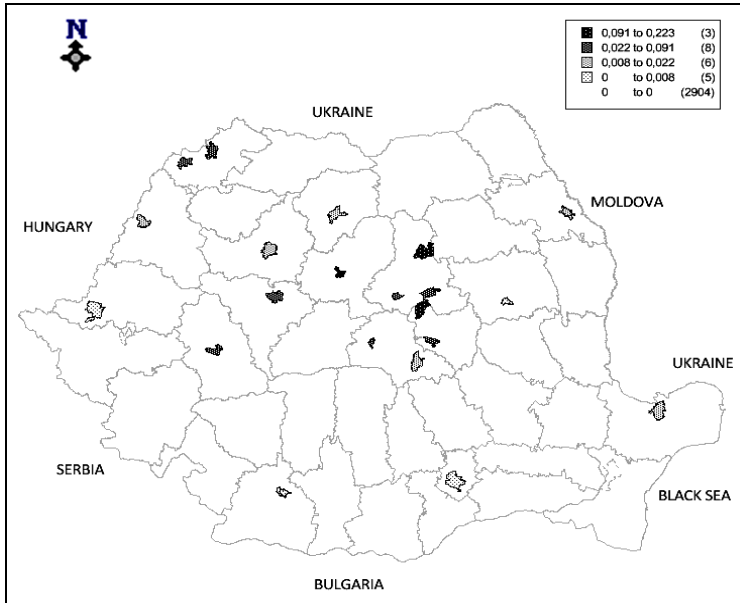 N
0,091 to 0,223 (3)
0,022 to 0,091 (8)
0,008 to 0,022 (6)
0 to 0,008 (5)
0 to 0 (2904)
UKRAINE
MOLDOVA
HUNGARY
UKRAINE
SERBIA
BLACK SEA
BULGARIA